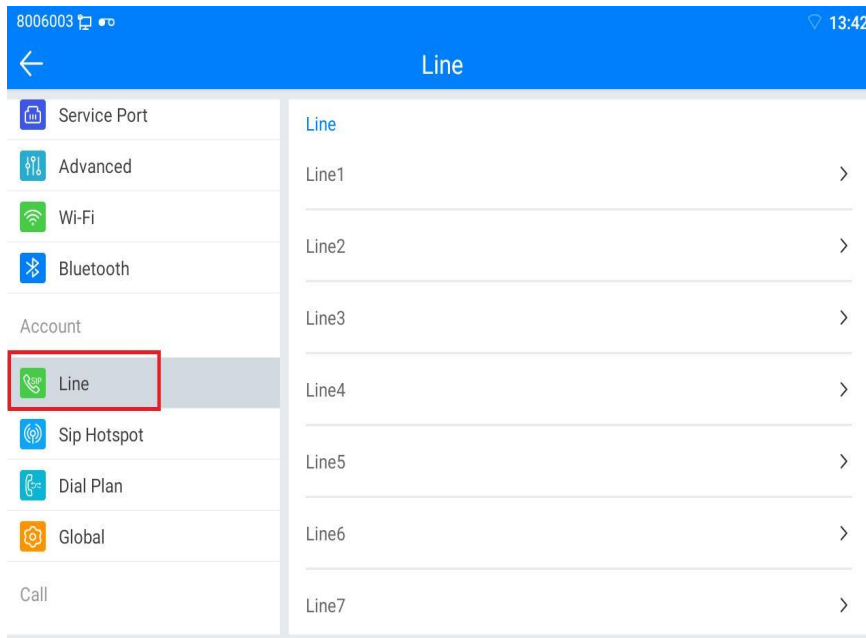 8006003
13:42
Line
Service Port
Advanced
Wi-Fi
Bluetooth
Account
SIP
Line
Sip Hotspot
Dial Plan
Global
Call
Line
Line1
Line2
Line3
Line4
Line5
Line6
Line7